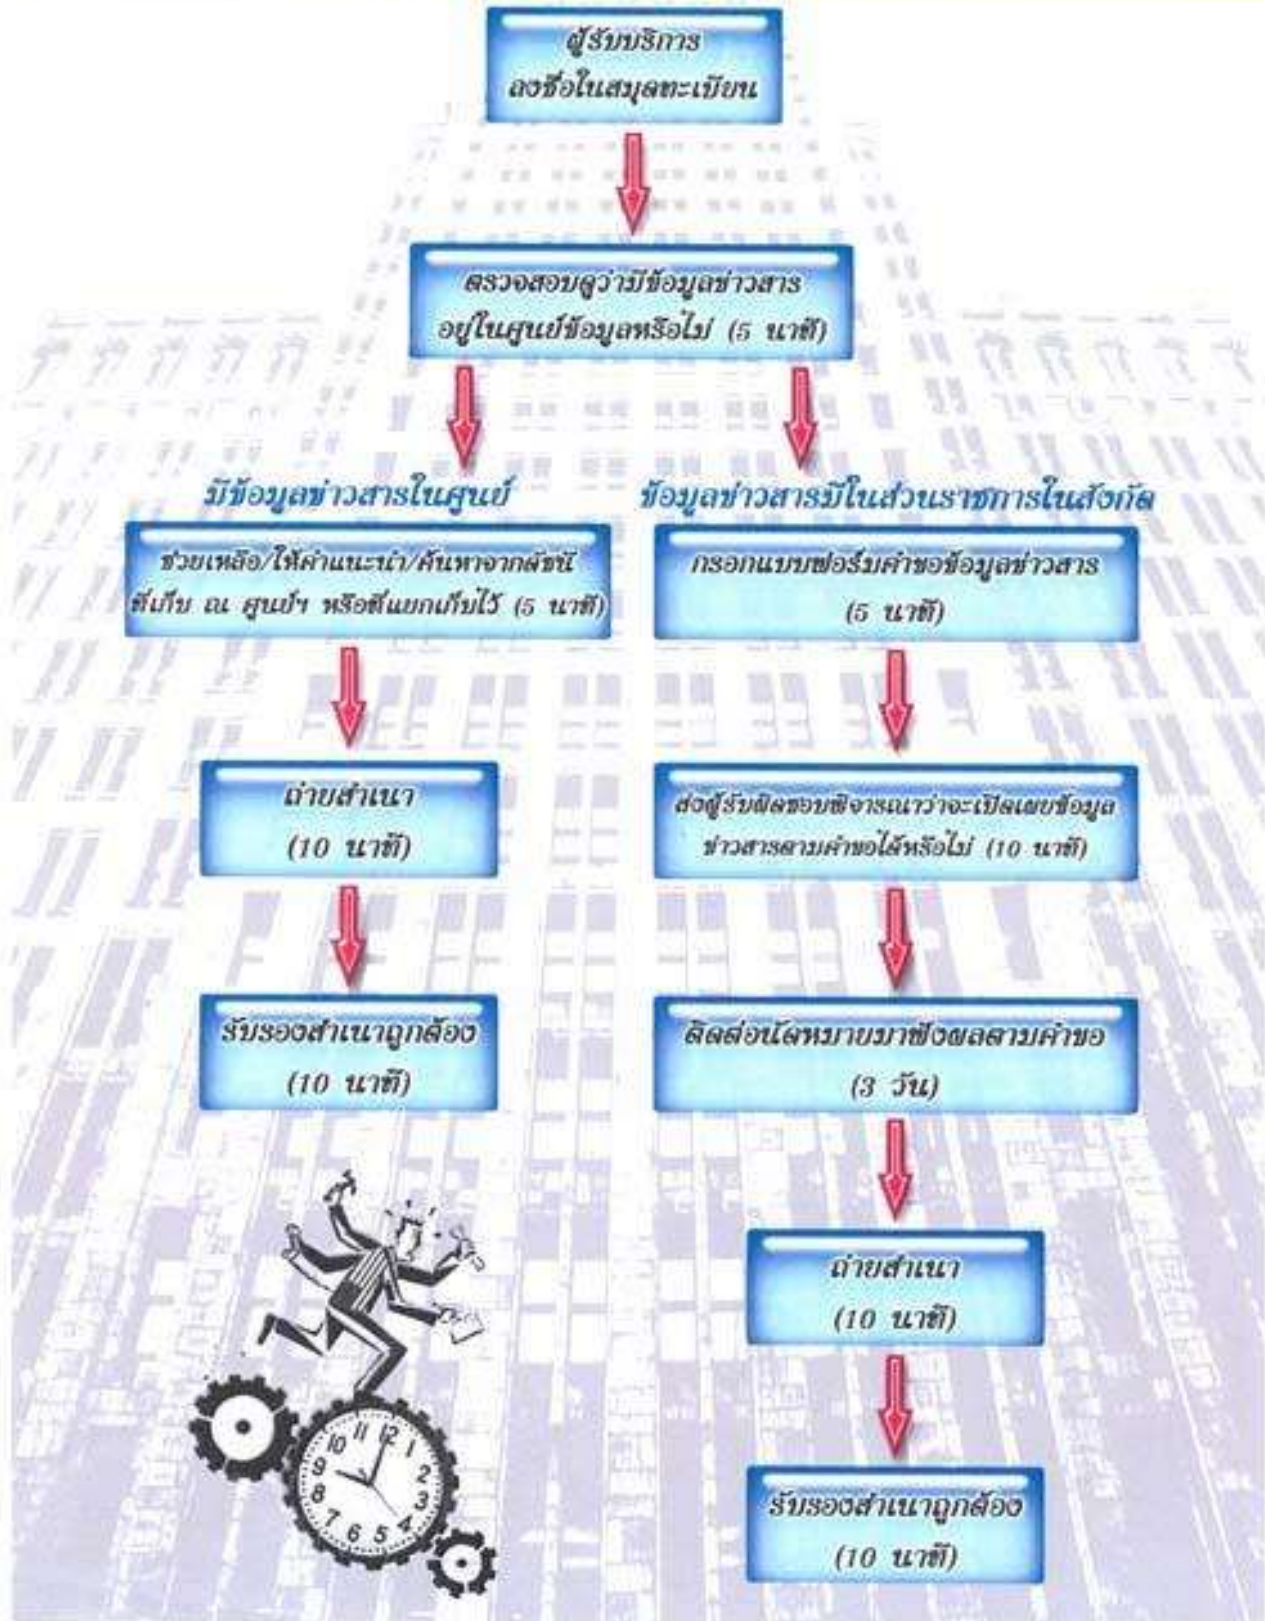 ผู้รับบริการ
ลงชื่อในสมุดทะเบียน
ตรวจสอบดูว่ามีข้อมูลข่าวสาร
อยู่ในศูนย์ข้อมูลหรือไม่ (5 นาที)
มีข้อมูลข่าวสารในศูนย์
ช่วยเหลือ/ให้คำแนะนำ/ค้นหาจากดัชนี
ที่เก็บ ณ ศูนย์ฯ หรือที่แยกเก็บไว้ (5 นาที)
ถ่ายสำเนา
(10 นาที)
รับรองสำเนาถูกต้อง
(10 นาที)
ข้อมูลข่าวสารมีในส่วนราชการในสังกัด
กรอกแบบฟอร์มคำขอข้อมูลข่าวสาร
(5 นาที)
ส่งผู้รับผิดชอบพิจารณาว่าจะเปิดเผยข้อมูล
ข่าวสารตามคำขอได้หรือไม่ (10 นาที)
ติดต่อนัดหมายมาฟังผลตามคำขอ
(3 วัน)
ถ่ายสำเนา
(10 นาที)
รับรองสำเนาถูกต้อง
(10 นาที)
11 12 1
10 2
9 3
8 4
7 6 5